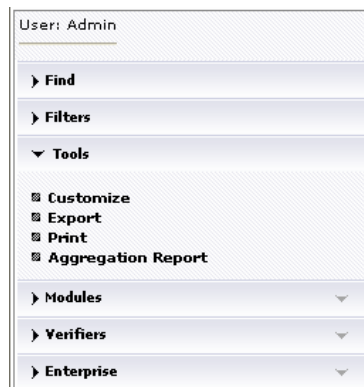 User: Admin
Find
Filters
Tools
Customize
Export
Print
Aggregation Report
Modules
Verifiers
Enterprise